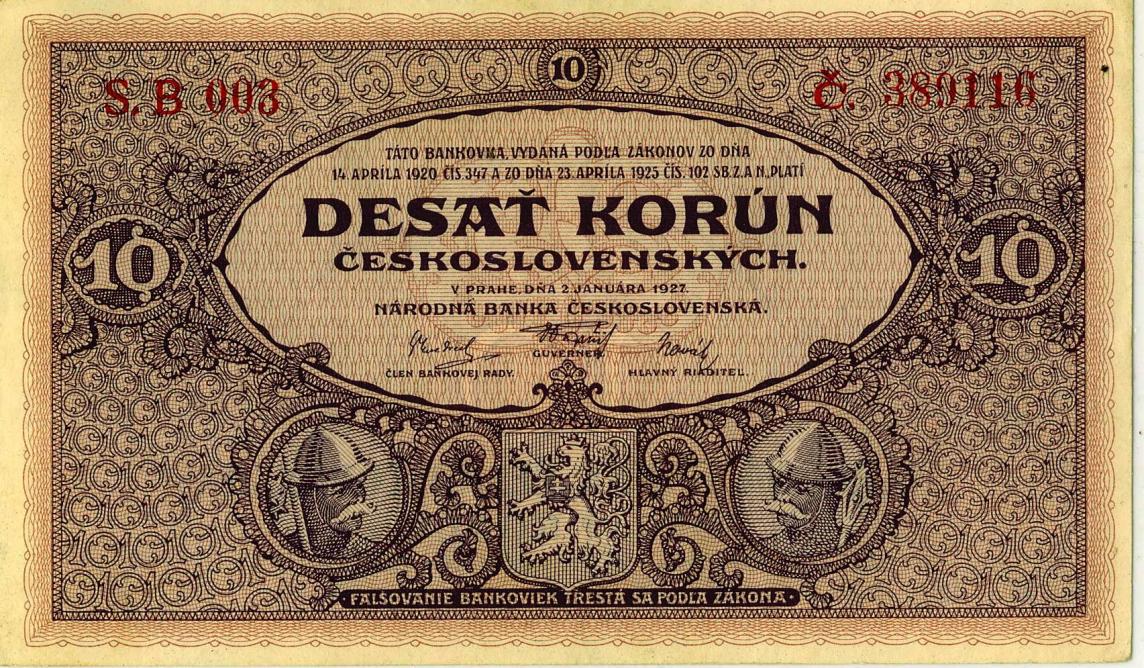 10
S. B 003
Č. 389116
TÁTO BANKOVKA, VYDANÁ PODĽA ZÁKONOV ZO DŇA
14. APRÍLA 1920 ČÍS 347 A ZO DŇA 23. APRÍLA 1925 ČÍS. 102 SB. Z. A N., PLATÍ
DESAŤ KORÚN
ČESKOSLOVENSKÝCH.
10
10
V PRAHE, DŇA 2. JANUÁRA 1927.
NÁRODNÁ BANKA ČESKOSLOVENSKÁ.
GUVERNER.
ČLEN BANKOVEJ RADY.
HLAVNÝ RIADITEĽ.
FALŠOVANIE BANKOVIEK TRESTÁ SA PODĽA ZÁKONA